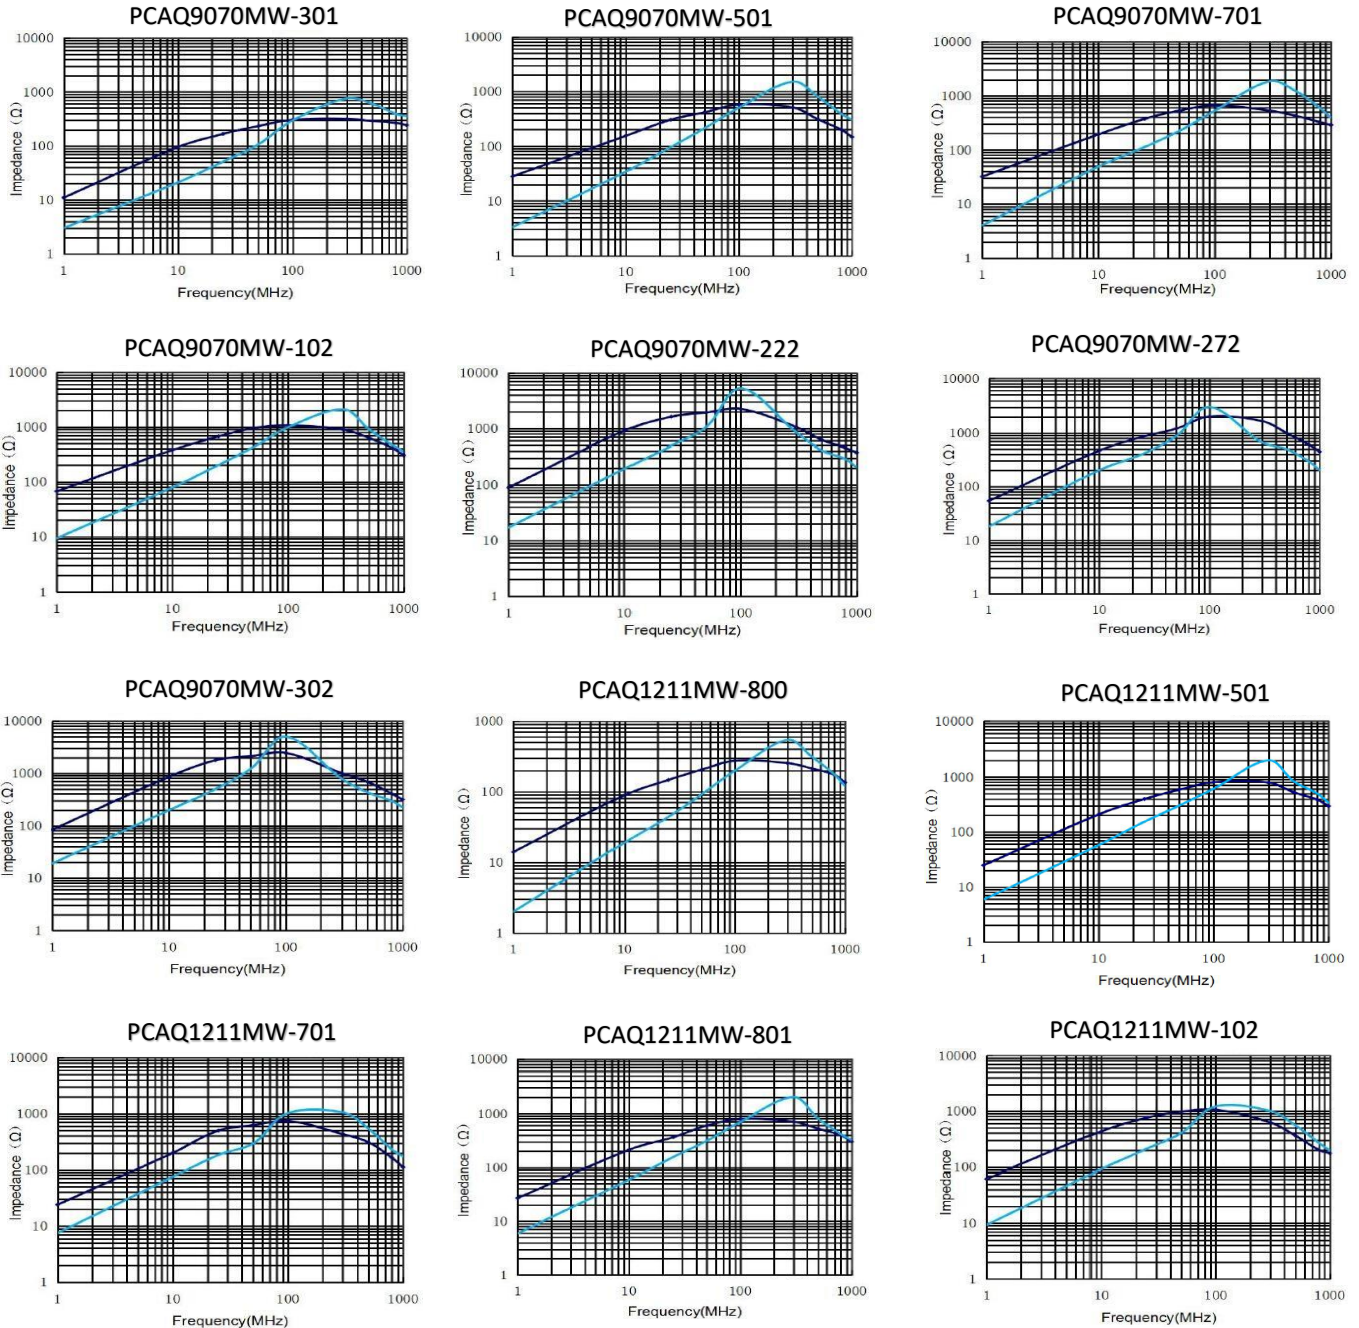 PCAQ9070MW-301
10000
1000
100
10
1
Impedance (Ω)
1 10 100 1000
Frequency(MHz)
PCAQ9070MW-501
10000
1000
100
10
1
Impedance (Ω)
1 10 100 1000
Frequency(MHz)
PCAQ9070MW-701
10000
1000
100
10
1
Impedance (Ω)
1 10 100 1000
Frequency(MHz)
PCAQ9070MW-102
10000
1000
100
10
1
Impedance (Ω)
1 10 100 1000
Frequency(MHz)
PCAQ9070MW-222
10000
1000
100
10
1
Impedance (Ω)
1 10 100 1000
Frequency(MHz)
PCAQ9070MW-272
10000
1000
100
10
1
Impedance (Ω)
1 10 100 1000
Frequency(MHz)
PCAQ9070MW-302
10000
1000
100
10
1
Impedance (Ω)
1 10 100 1000
Frequency(MHz)
PCAQ1211MW-800
1000
100
10
1
Impedance (Ω)
1 10 100 1000
Frequency(MHz)
PCAQ1211MW-501
10000
1000
100
10
1
Impedance (Ω)
1 10 100 1000
Frequency(MHz)
PCAQ1211MW-701
10000
1000
100
10
1
Impedance (Ω)
1 10 100 1000
Frequency(MHz)
PCAQ1211MW-801
10000
1000
100
10
1
Impedance (Ω)
1 10 100 1000
Frequency(MHz)
PCAQ1211MW-102
10000
1000
100
10
1
Impedance (Ω)
1 10 100 1000
Frequency(MHz)